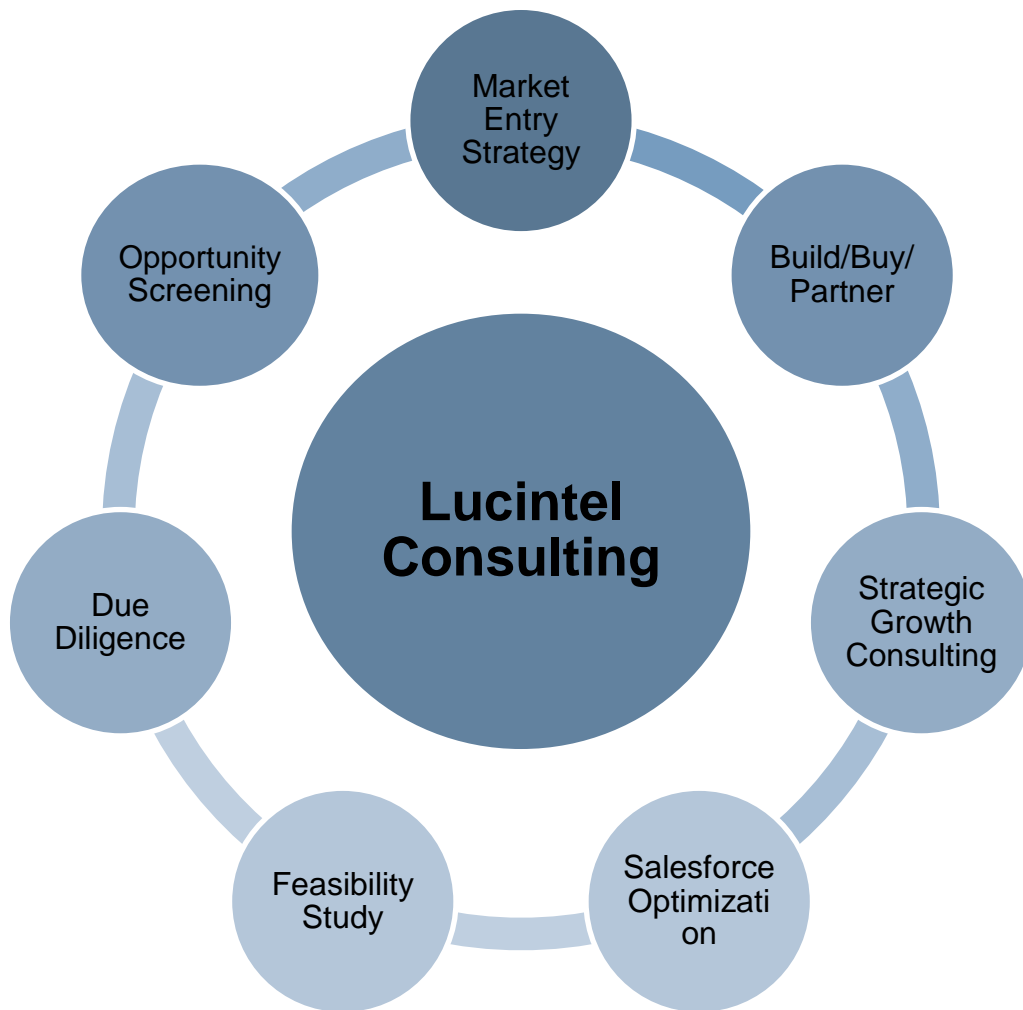 Market
Entry
Strategy
Build/Buy/
Partner
Strategic
Growth
Consulting
Salesforce
Optimizati
on
Feasibility
Study
Due
Diligence
Opportunity
Screening
Lucintel
Consulting